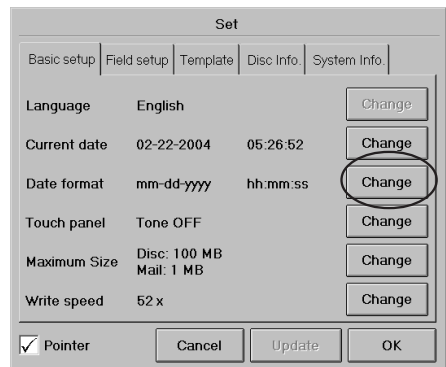 Set
Basic setup Field setup Template Disc Info. System Info.
Language English Change
Current date 02-22-2004 05:26:52 Change
Date format mm-dd-yyyy hh:mm:ss Change
Touch panel Tone OFF Change
Maximum Size Disc: 100 MB
Mail: 1 MB Change
Write speed 52 x Change
Pointer Cancel Update OK